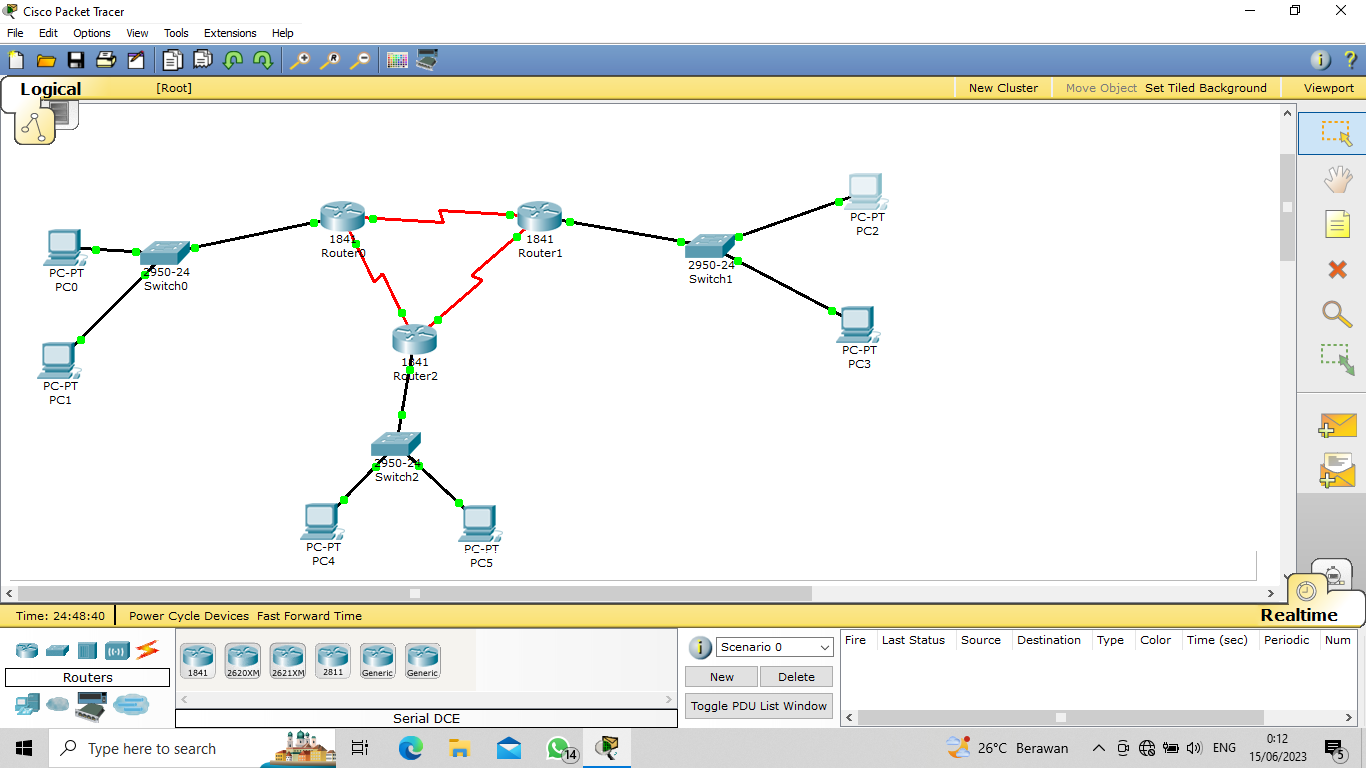 Cisco Packet Tracer
File Edit Options View Tools Extensions Help
Logical [Root] New Cluster Move Object Set Tiled Background Viewport
1841
Router0
1841
Router1
PC-PT
PC2
2950-24
Switch1
PC-PT
PC0
2950-24
Switch0
PC-PT
PC3
1841
Router2
PC-PT
PC1
2950-24
Switch2
PC-PT
PC4
PC-PT
PC5
Time: 24:48:40 Power Cycle Devices Fast Forward Time Realtime
Routers
1841 2620XM 2621XM 2811 Generic Generic
Serial DCE
Scenario 0
New Delete
Toggle PDU List Window
Fire Last Status Source Destination Type Color Time (sec) Periodic Num
Type here to search
14
26°C Berawan
ENG
0:12
15/06/2023
5